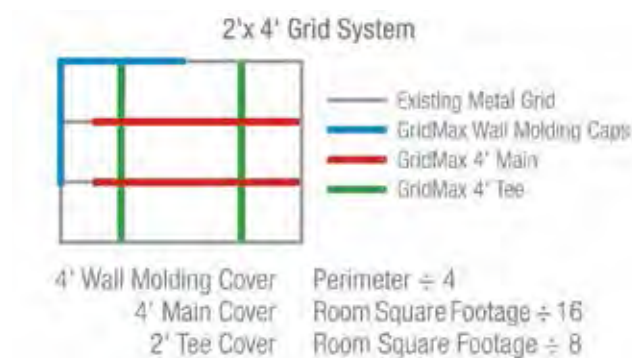 2'x 4' Grid System
Existing Metal Grid
GridMax Wall Molding Caps
GridMax 4' Main
GridMax 4' Tee
4' Wall Molding Cover Perimeter ÷ 4
4' Main Cover Room Square Footage ÷ 16
2' Tee Cover Room Square Footage ÷ 8